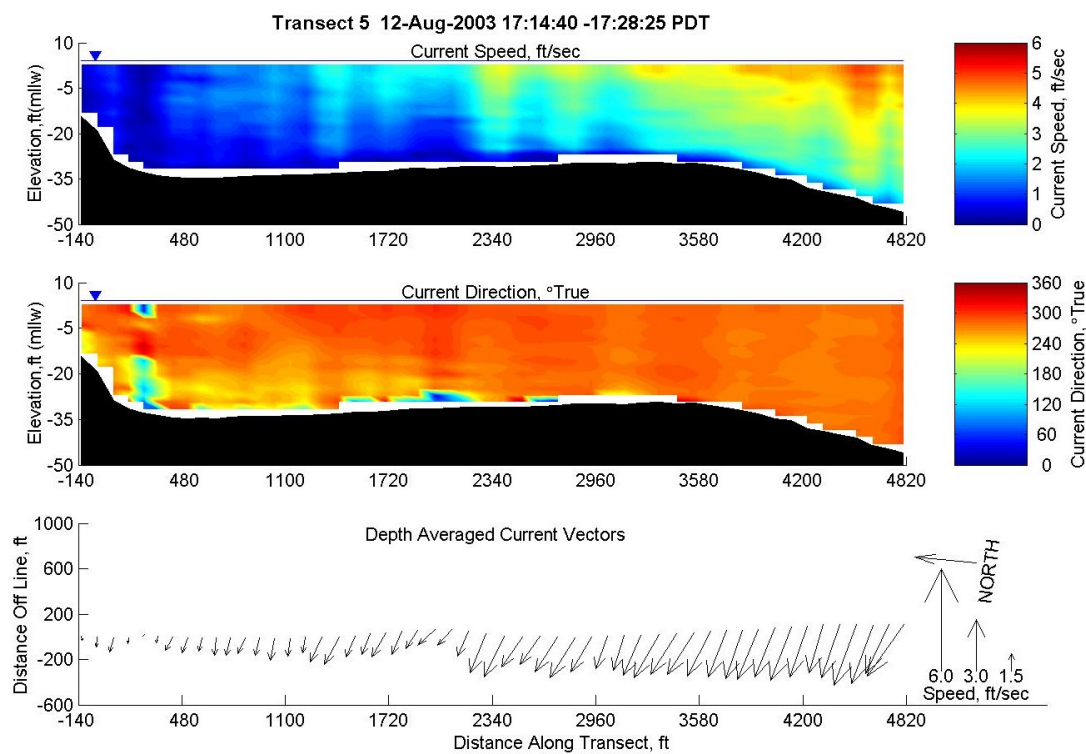 Transect 5 12-Aug-2003 17:14:40 -17:28:25 PDT
Current Speed, ft/sec
Elevation,ft(mllw)
10
-5
-20
-35
-50
-140 480 1100 1720 2340 2960 3580 4200 4820
6
5
4
3
2
1
0
Current Speed, ft/sec
Current Direction, °True
Elevation,ft (mllw)
10
-5
-20
-35
-50
-140 480 1100 1720 2340 2960 3580 4200 4820
360
300
240
180
120
60
0
Current Direction, °True
Depth Averaged Current Vectors
Distance Off Line, ft
1000
600
200
-200
-600
-140 480 1100 1720 2340 2960 3580 4200 4820
Distance Along Transect, ft
NORTH
6.0 3.0 1.5
Speed, ft/sec